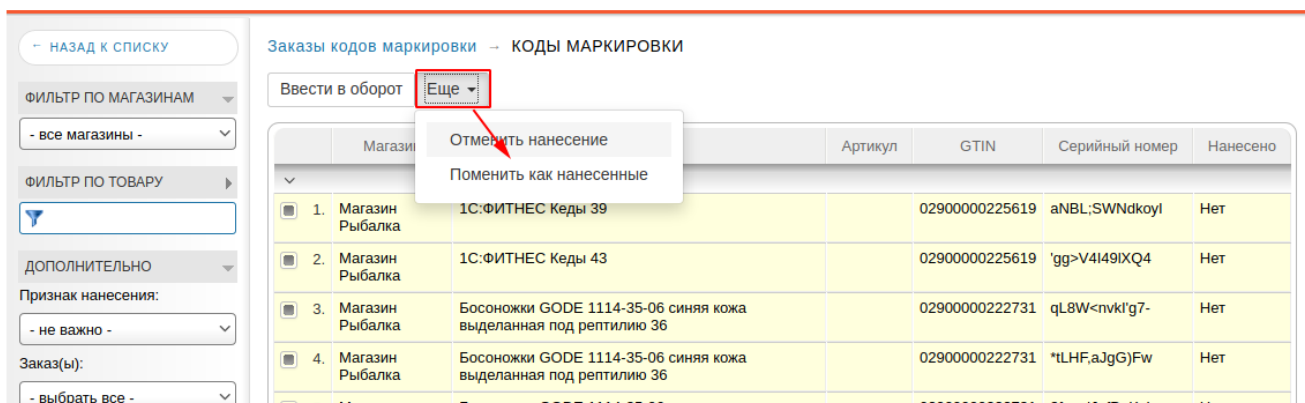 ← НАЗАД К СПИСКУ
Заказы кодов маркировки → КОДЫ МАРКИРОВКИ
ФИЛЬТР ПО МАГАЗИНАМ
- все магазины -
ФИЛЬТР ПО ТОВАРУ
ДОПОЛНИТЕЛЬНО
Признак нанесения:
- не важно -
Заказ(ы):
- выбрать все -
Ввести в оборот Еще
Отменить нанесение
Поменить как нанесенные
Артикул GTIN Серийный номер Нанесено
1. Магазин Рыбалка 1С:ФИТНЕС Кеды 39 02900000225619 aNBL;SWNdkoyI Нет
2. Магазин Рыбалка 1С:ФИТНЕС Кеды 43 02900000225619 'gg>V4I49IXQ4 Нет
3. Магазин Рыбалка Босоножки GODE 1114-35-06 синяя кожа выделанная под рептилию 36 02900000222731 qL8W<nvkI'g7- Нет
4. Магазин Рыбалка Босоножки GODE 1114-35-06 синяя кожа выделанная под рептилию 36 02900000222731 *tLHF,aJgG)Fw Нет